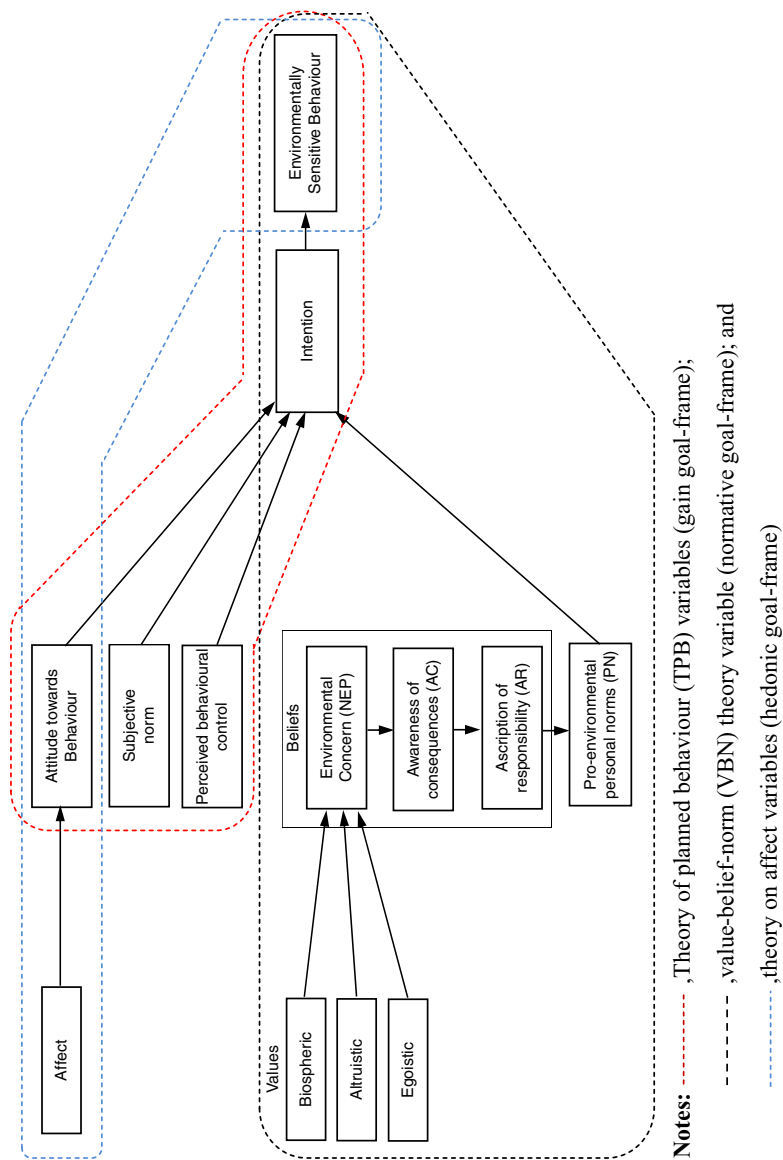 Affect
Attitude towards
Behaviour
Subjective
norm
Perceived behavioural
control
Values
Biospheric
Altruistic
Egoistic
Beliefs
Environmental
Concern (NEP)
Awareness of
consequences (AC)
Ascription of
responsibility (AR)
Pro-environmental
personal norms (PN)
Intention
Environmentally
Sensitive Behaviour
Notes: ,Theory of planned behaviour (TPB) variables (gain goal-frame);
,value-belief-norm (VBN) theory variable (normative goal-frame); and
,theory on affect variables (hedonic goal-frame)